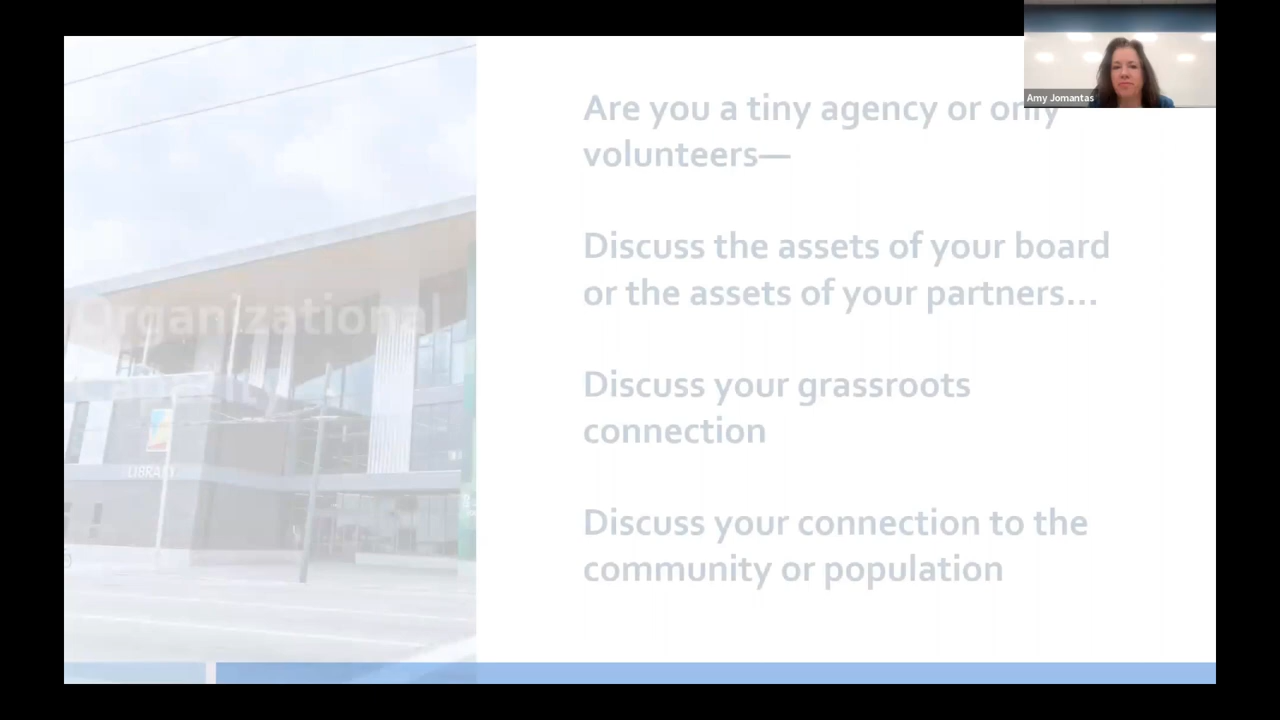 Amy Jomantas
Are you a tiny agency or only
volunteers—
Discuss the assets of your board
or the assets of your partners...
Organizational
Discuss your grassroots
connection
LIBRARY
Discuss your connection to the
community or population